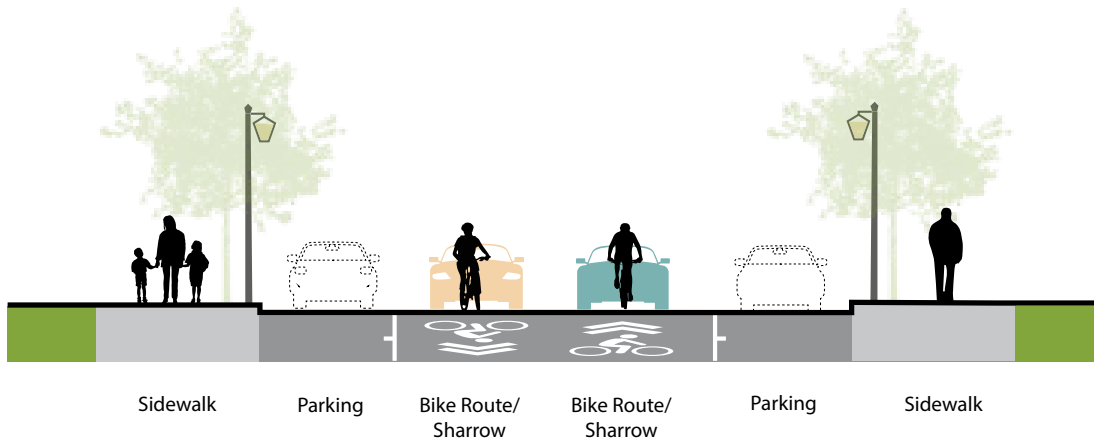 Sidewalk
Parking
Bike Route/
Sharrow
Bike Route/
Sharrow
Parking
Sidewalk